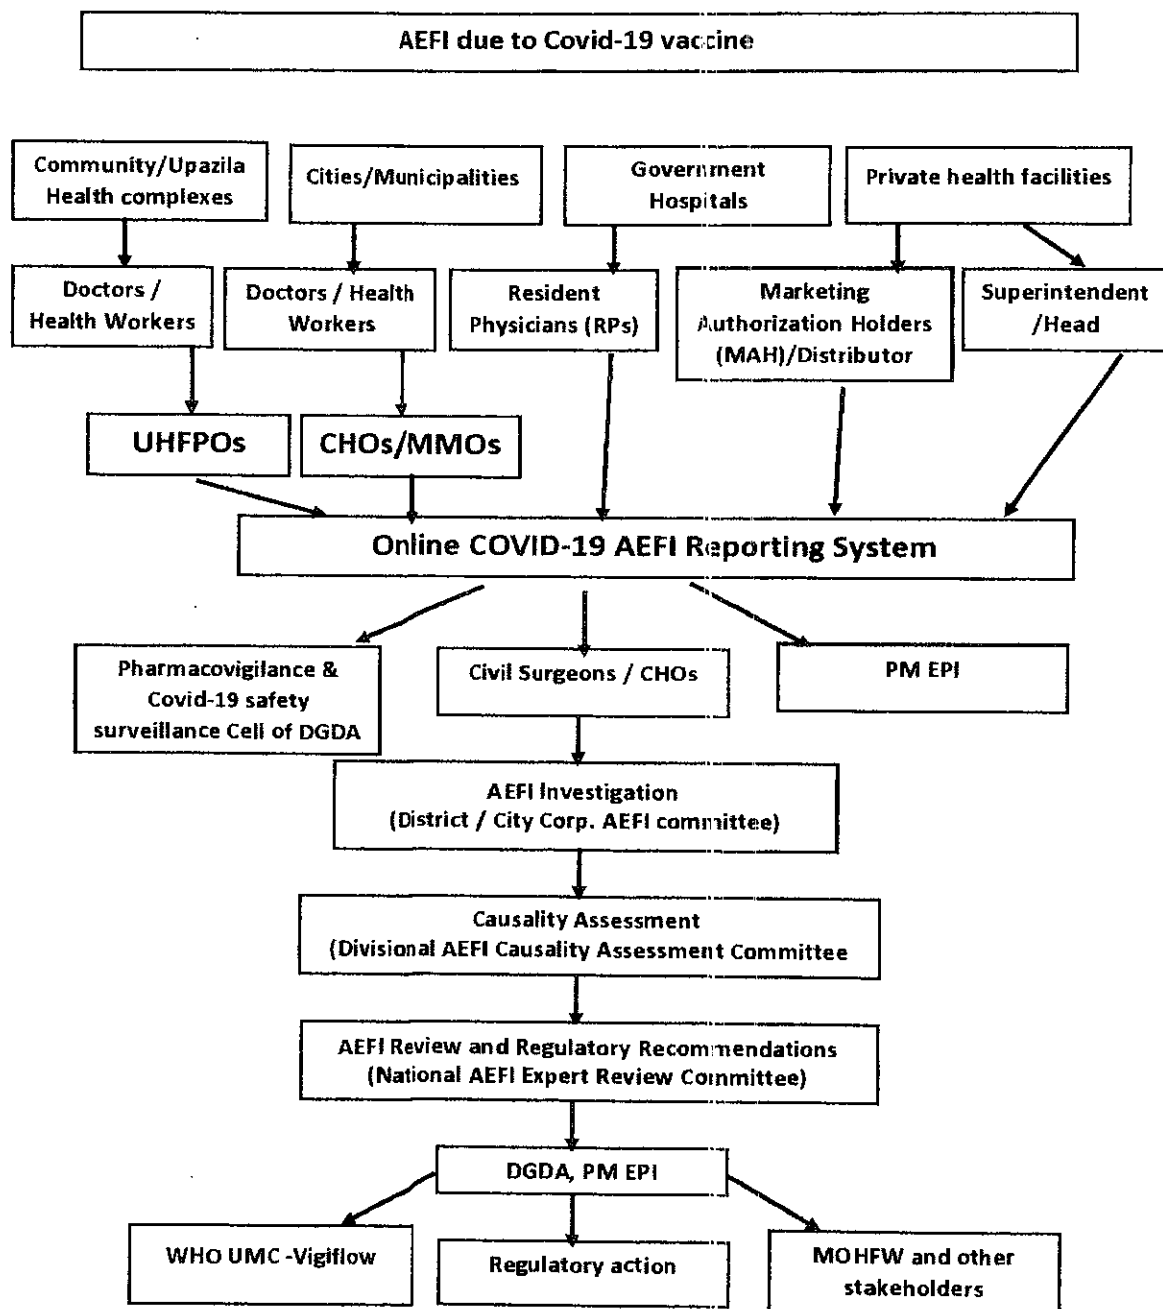 AEFI due to Covid-19 vaccine
Community/Upazila
Health complexes
Cities/Municipalities
Government
Hospitals
Private health facilities
Doctors /
Health Workers
Doctors / Health
Workers
Resident
Physicians (RPs)
Marketing
Authorization Holders
(MAH)/Distributor
Superintendent
/Head
UHFPOs
CHOs/MMOs
Online COVID-19 AEFI Reporting System
Pharmacovigilance &
Covid-19 safety
surveillance Cell of DGDA
Civil Surgeons / CHOs
PM EPI
AEFI Investigation
(District / City Corp. AEFI committee)
Causality Assessment
(Divisional AEFI Causality Assessment Committee
AEFI Review and Regulatory Recommendations
(National AEFI Expert Review Committee)
DGDA, PM EPI
WHO UMC -Vigiflow
Regulatory action
MOHFW and other
stakeholders